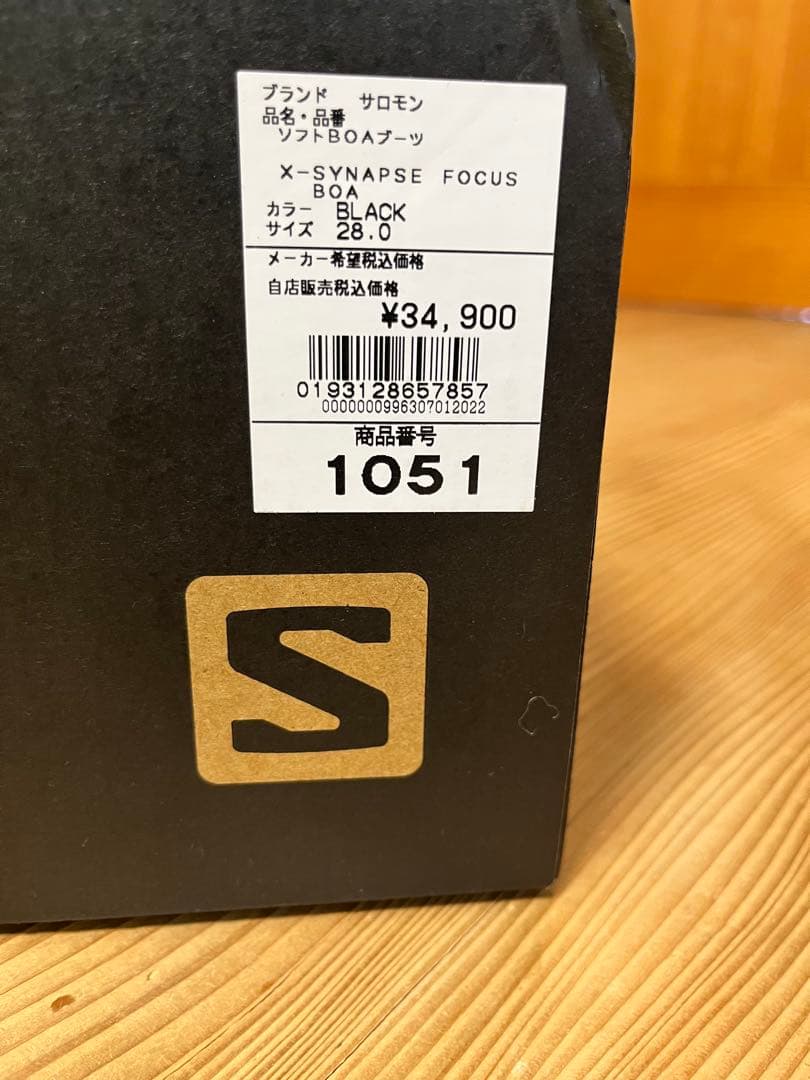 ブランド　サロモン
品名・品番
ソフトBOAブーツ
X-SYNAPSE FOCUS
BOA
カラー BLACK
サイズ 28.0
メーカー希望税込価格
自店販売税込価格
¥34,900
0193128657857
0000000996307012022
商品番号
1051
S